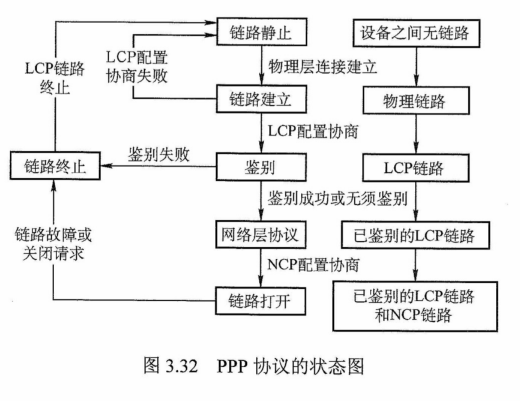 链路静止
设备之间无链路
LCP配置
协商失败
LCP链路
终止
物理层连接建立
链路建立
物理链路
LCP配置协商
鉴别失败
链路终止
鉴别
LCP链路
鉴别成功或无须鉴别
链路故障或
关闭请求
网络层协议
已鉴别的LCP链路
NCP配置协商
链路打开
已鉴别的LCP链路
和NCP链路
图 3.32 PPP 协议的状态图